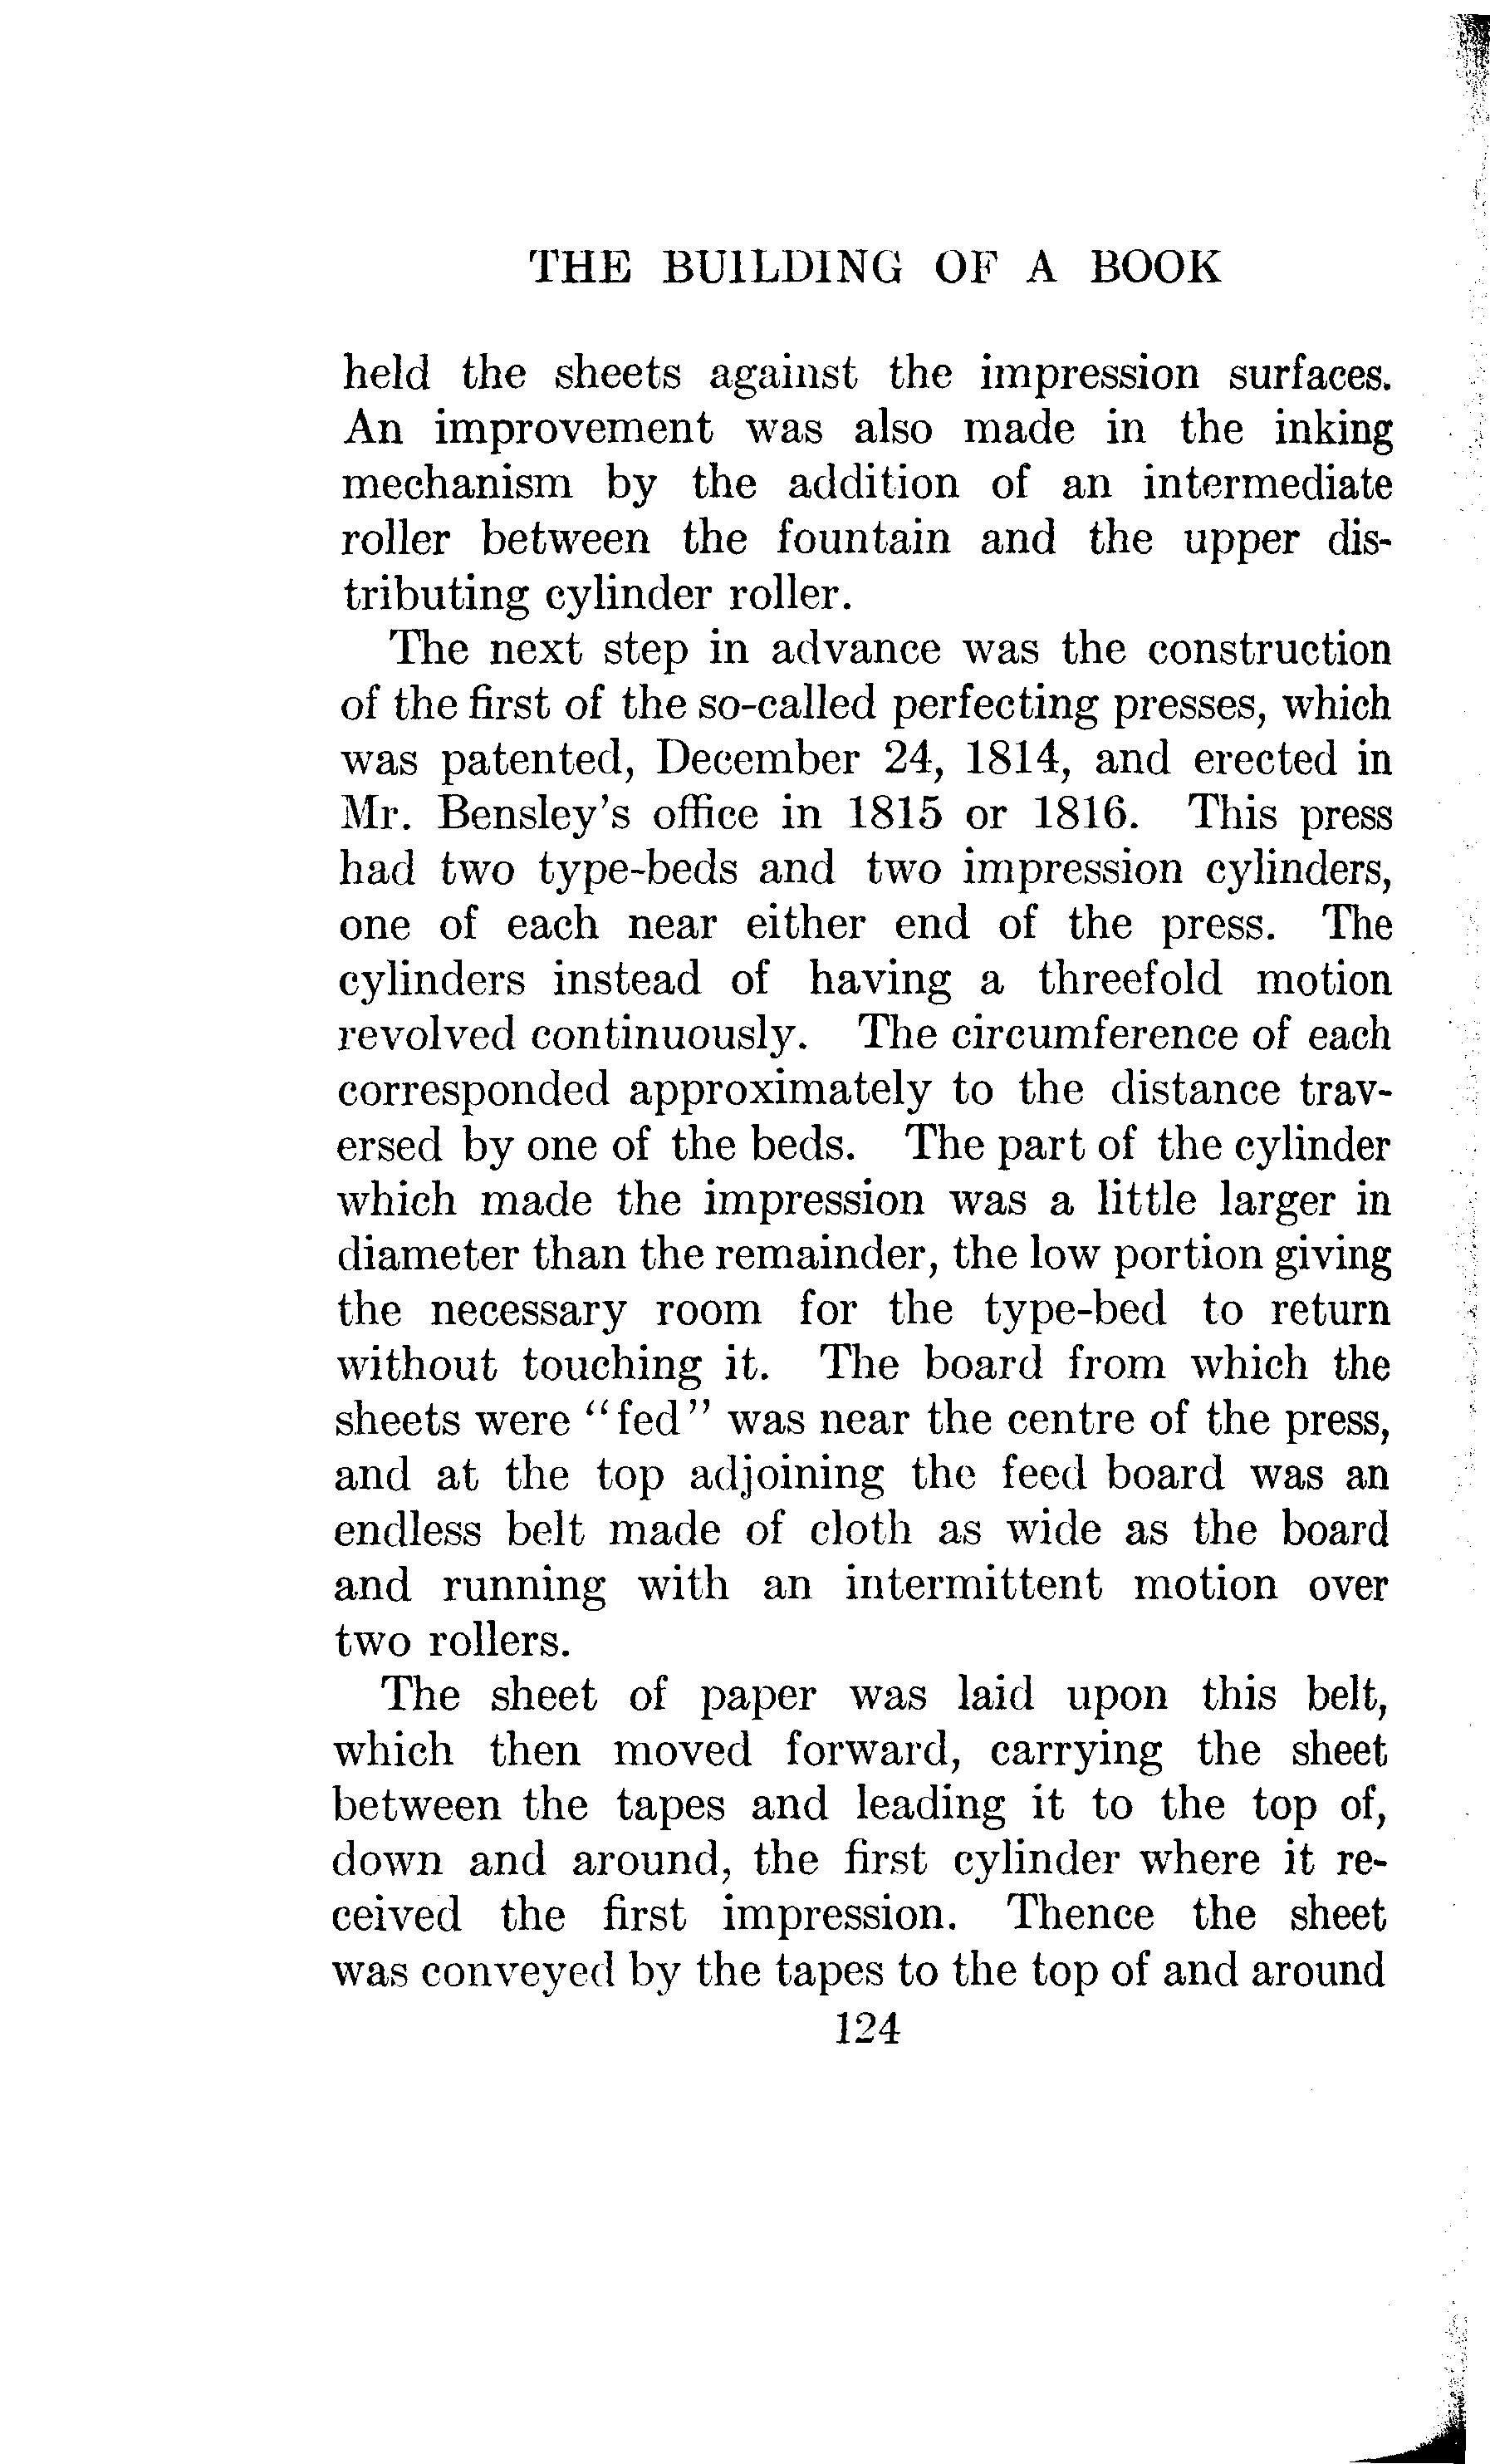 THE BUILDING OF A BOOK
held the sheets against the impression surfaces.
An improvement was also made in the inking
mechanism by the addition of an intermediate
roller between the fountain and the upper dis-
tributing cylinder roller.
The next step in advance was the construction
of the first of the so-called perfecting presses, which
was patented, December 24, 1814, and erected in
Mr. Bensley's office in 1815 or 1816. This press
had two type-beds and two impression cylinders,
one of each near either end of the press. The
cylinders instead of having a threefold motion
revolved continuously. The circumference of each
corresponded approximately to the distance trav-
ersed by one of the beds. The part of the cylinder
which made the impression was a little larger in
diameter than the remainder, the low portion giving
the necessary room for the type-bed to return
without touching it. The board from which the
sheets were "fed" was near the centre of the press,
and at the top adjoining the feed board was an
endless belt made of cloth as wide as the board
and running with an intermittent motion over
two rollers.
The sheet of paper was laid upon this belt,
which then moved forward, carrying the sheet
between the tapes and leading it to the top of,
down and around, the first cylinder where it re-
ceived the first impression. Thence the sheet
was conveyed by the tapes to the top of and around
124